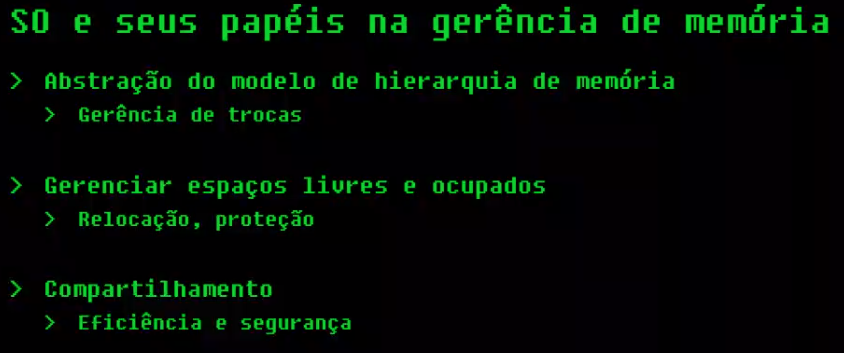 SO e seus papéis na gerência de memória
> Abstração do modelo de hierarquia de memória
> Gerência de trocas
> Gerenciar espaços livres e ocupados
> Relocação, proteção
> Compartilhamento
> Eficiência e segurança